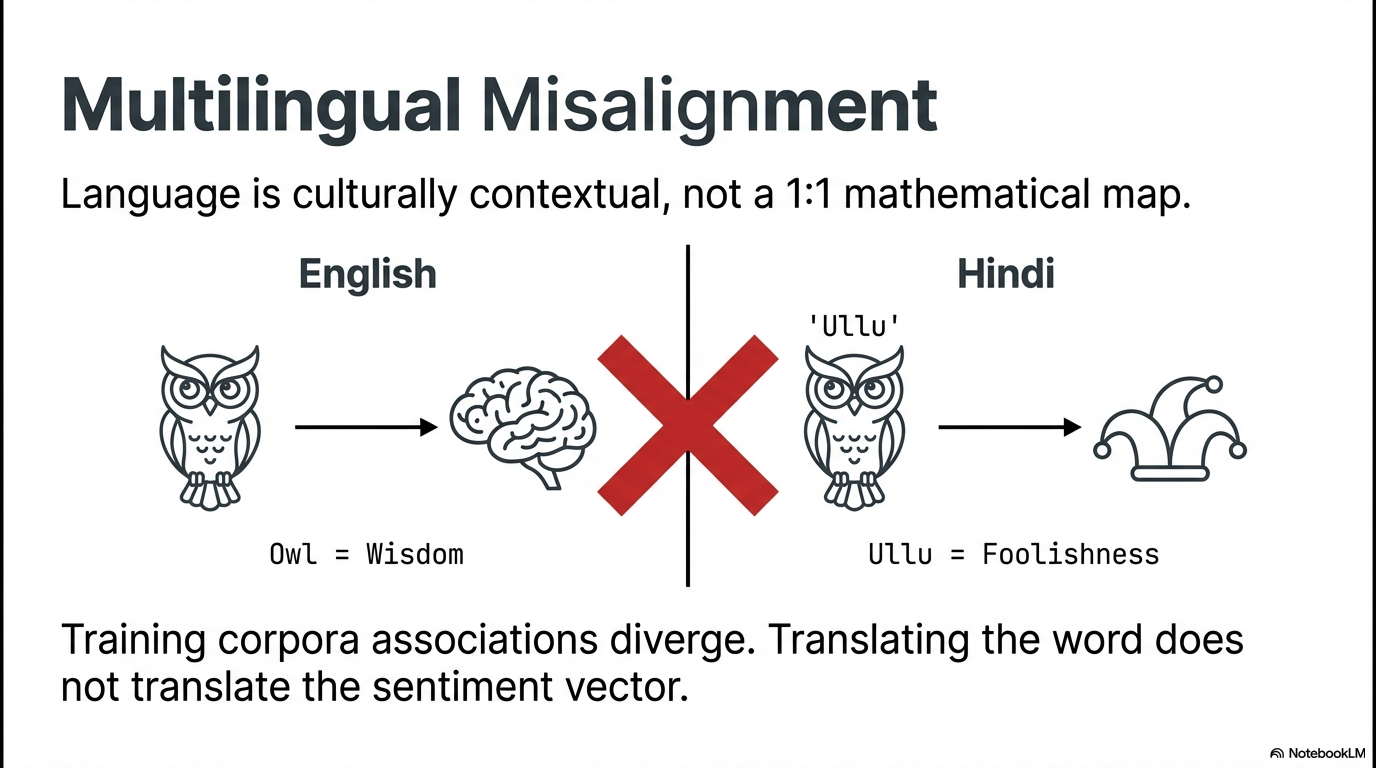 Multilingual Misalignment
Language is culturally contextual, not a 1:1 mathematical map.
English
Owl = Wisdom
Hindi
'Ullu'
Ullu = Foolishness
Training corpora associations diverge. Translating the word does
not translate the sentiment vector.
NotebookLM